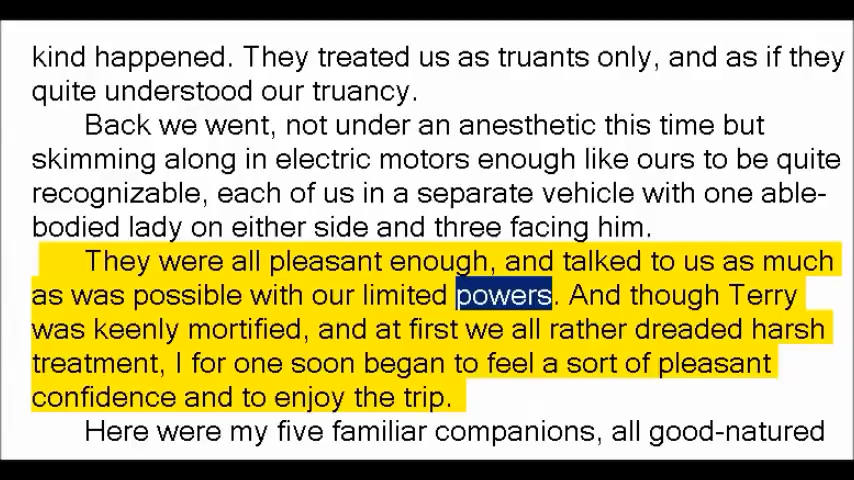 kind happened. They treated us as truants only, and as if they
quite understood our truancy.
Back we went, not under an anesthetic this time but
skimming along in electric motors enough like ours to be quite
recognizable, each of us in a separate vehicle with one able-
bodied lady on either side and three facing him.
They were all pleasant enough, and talked to us as much
as was possible with our limited powers. And though Terry
was keenly mortified, and at first we all rather dreaded harsh
treatment, I for one soon began to feel a sort of pleasant
confidence and to enjoy the trip.
Here were my five familiar companions, all good-natured